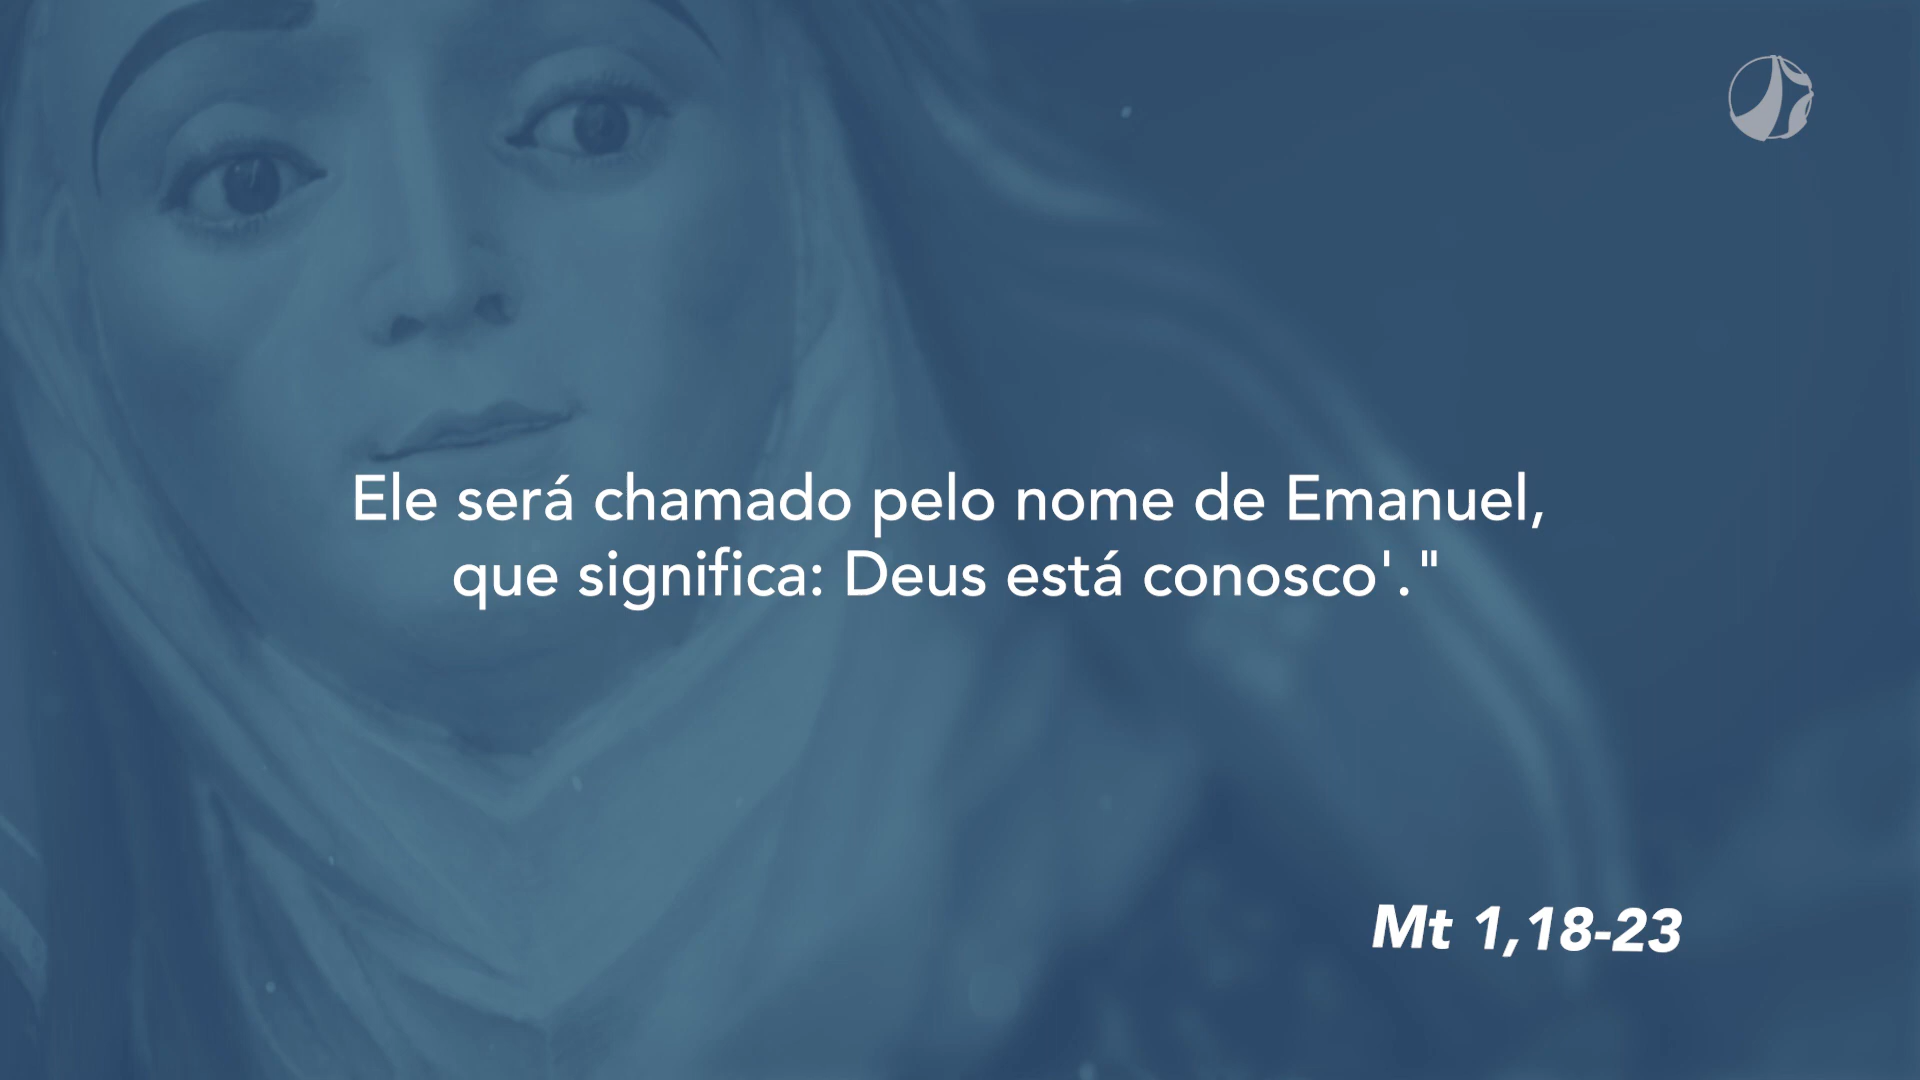 Ele será chamado pelo nome de Emanuel,
que significa: Deus está conosco'."
Mt 1,18-23